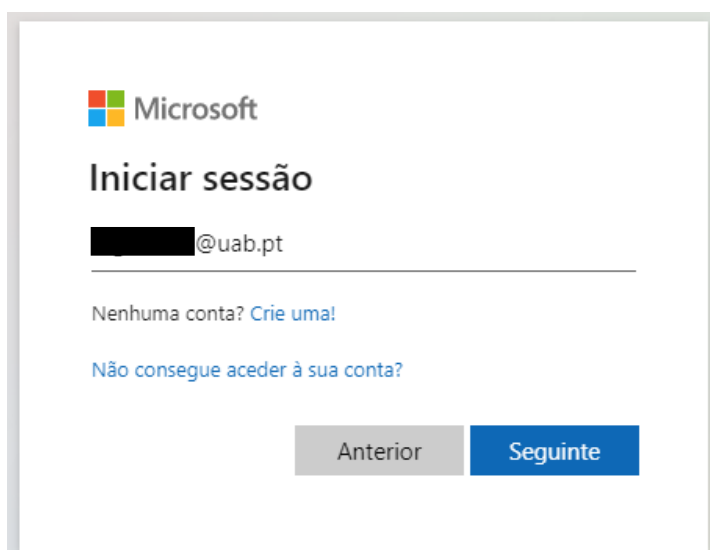 Microsoft
Iniciar sessão
@uab.pt
Nenhuma conta? Crie uma!
Não consegue aceder à sua conta?
Anterior Seguinte